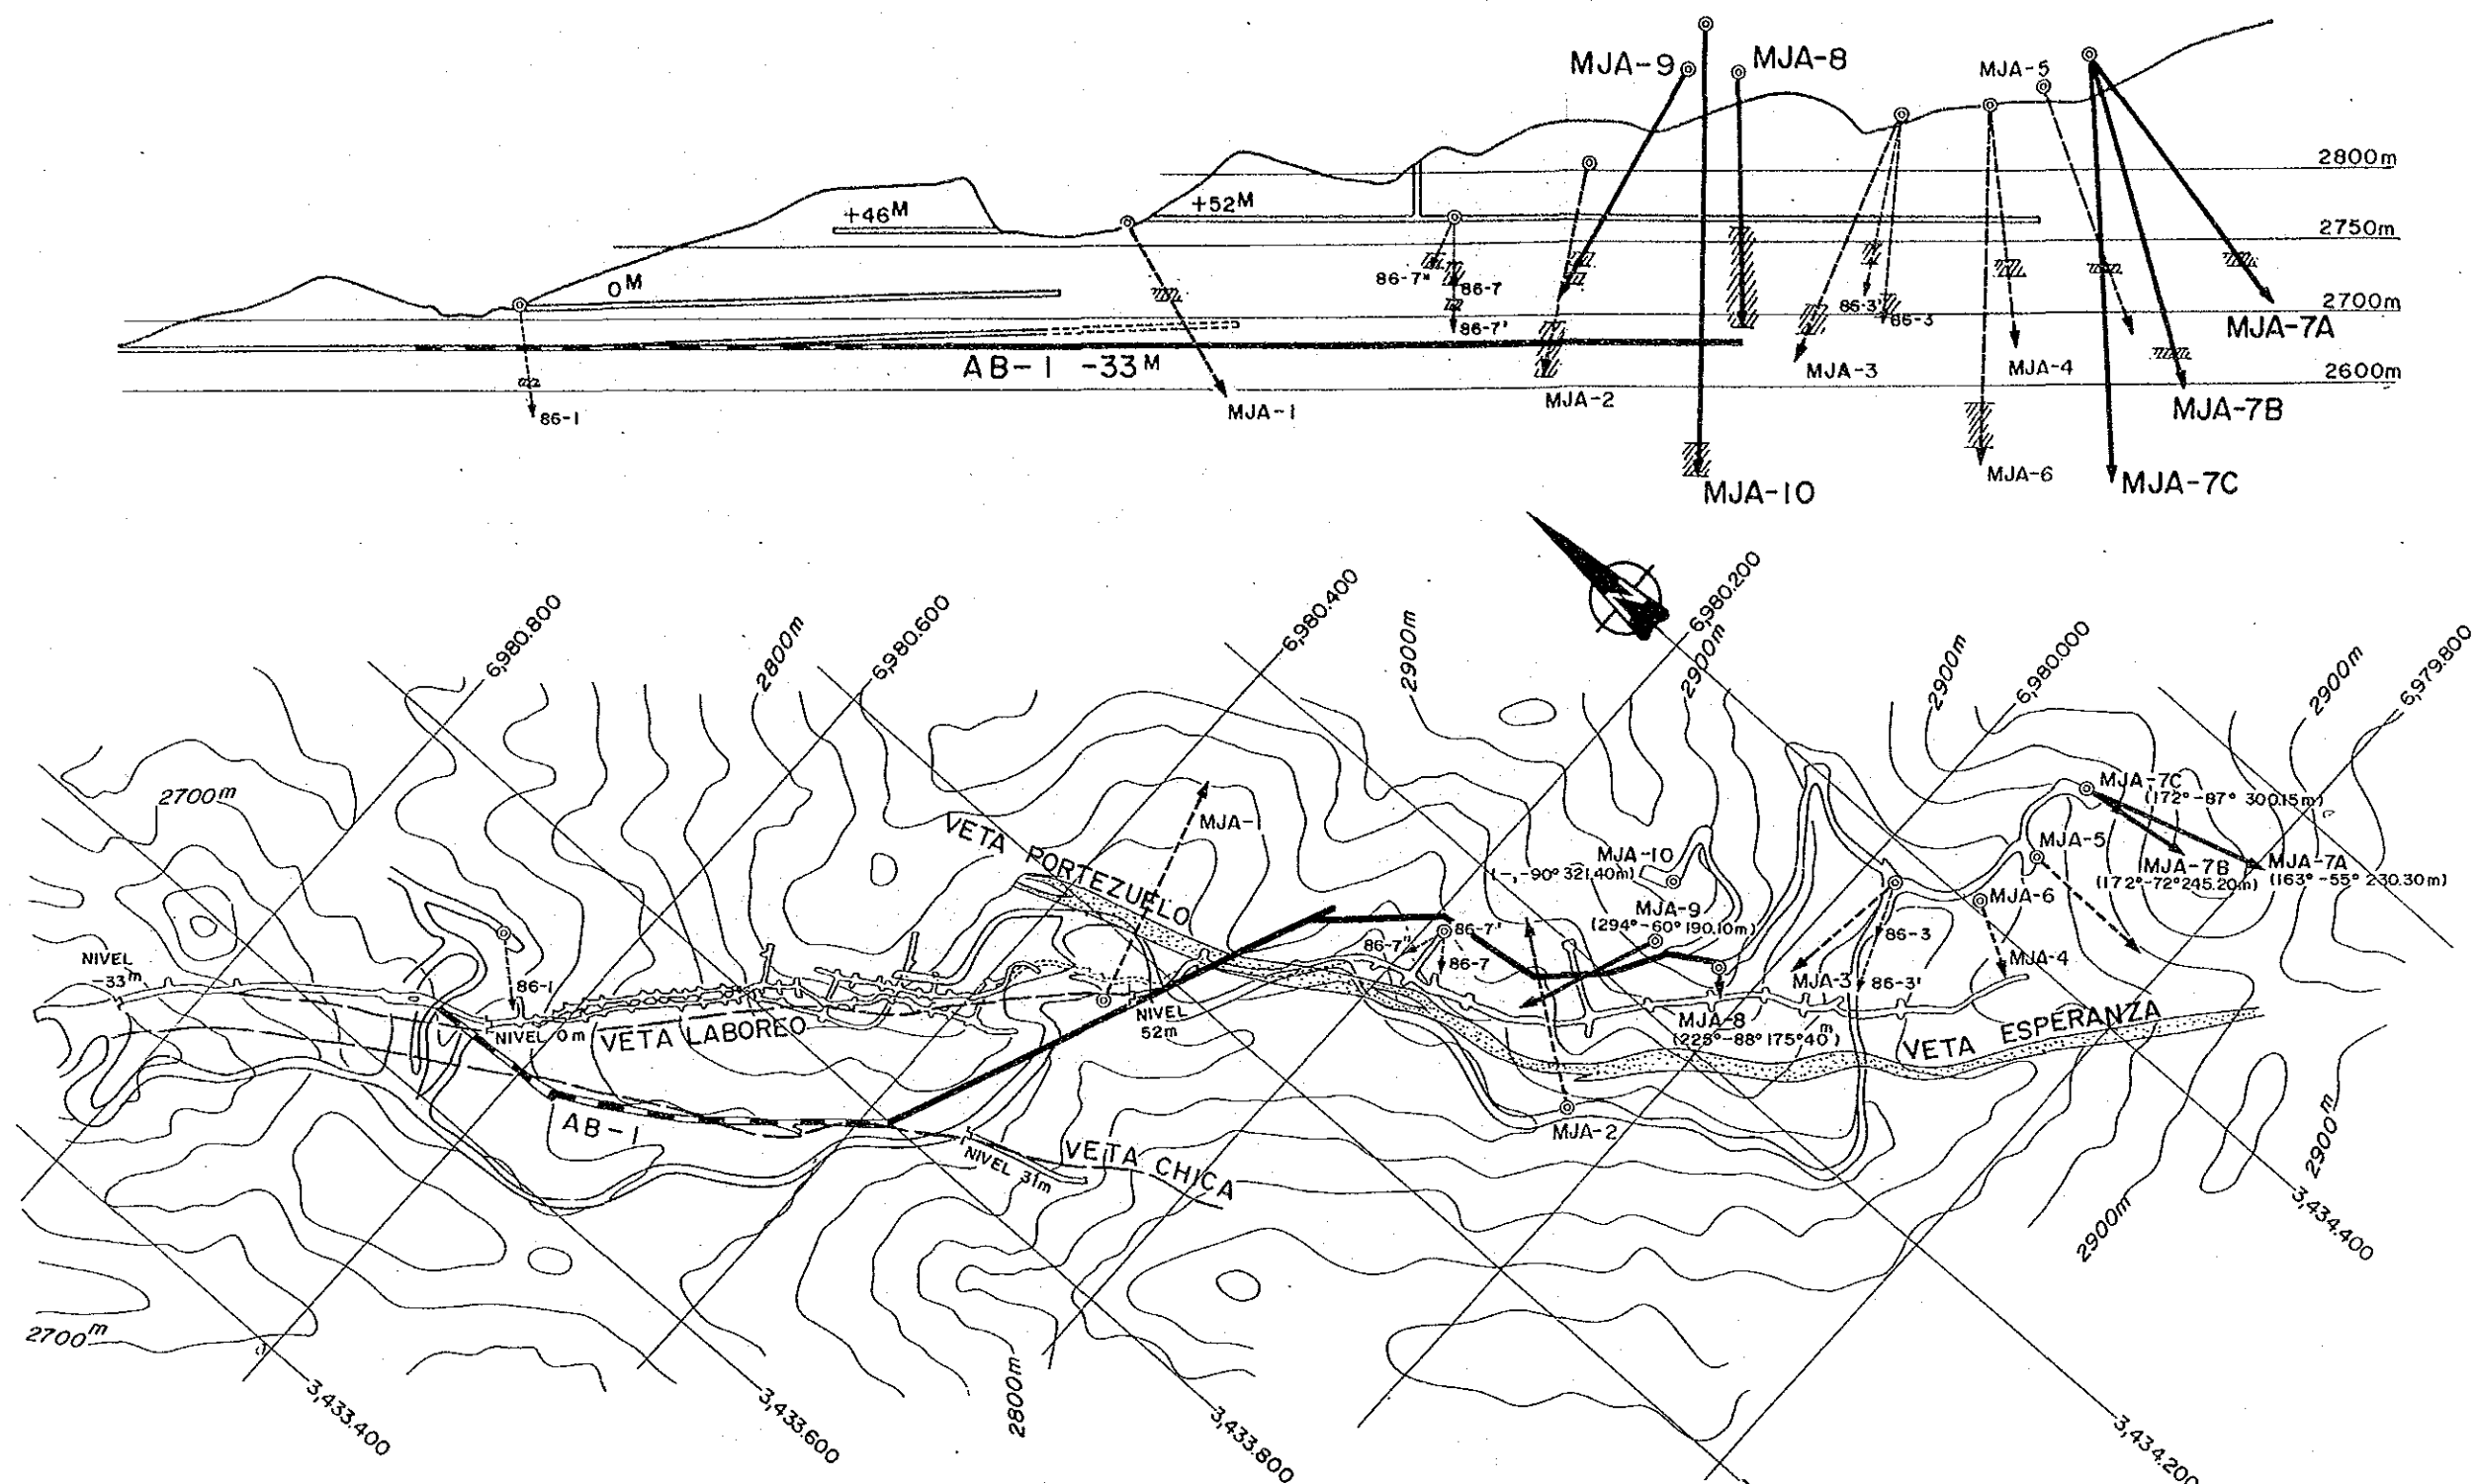 MJA-9
MJA-8
MJA-5
2800m
+46M
+52M
2750m
0M
86-7"
86-7
86-3'
86-3
2700m
86-7'
MJA-7A
AB-1 -33M
MJA-3
MJA-4
2600m
86-1
MJA-1
MJA-2
MJA-7B
MJA-6
MJA-10
MJA-7C
6,980.800
2800m
6,980.600
6,980.400
2900m
6,980.200
2900m
2900m
6,980.000
2900m
6,979.800
2700m
VETA PORTEZUELO
MJA-1
MJA-7C
(172°-87° 300.15m)
MJA-5
MJA-10
(-,-90° 321.40m)
MJA-7B
(172°-72° 245.20m)
MJA-7A
(163°-55° 230.30m)
MJA-6
MJA-9
(294°-60° 190.10m)
86-7"
86-7'
86-7
86-3
NIVEL
-33m
86-1
MJA-3
86-3'
MJA-4
NIVEL 0m
VETA LABOREO
NIVEL
52m
MJA-8
(225°-88° 175°40m)
VETA ESPERANZA
AB-1
MJA-2
NIVEL 31m
VETA CHICA
2900m
2900m
3,434.400
2700m
2800m
3,433.400
3,433.600
3,433.800
3,434.200